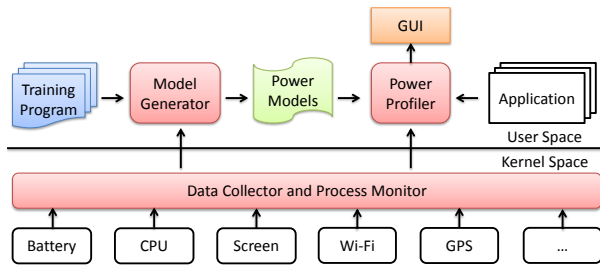 GUI
Training
Program
Model
Generator
Power
Models
Power
Profiler
Application
User Space
Kernel Space
Data Collector and Process Monitor
Battery
CPU
Screen
Wi-Fi
GPS
...